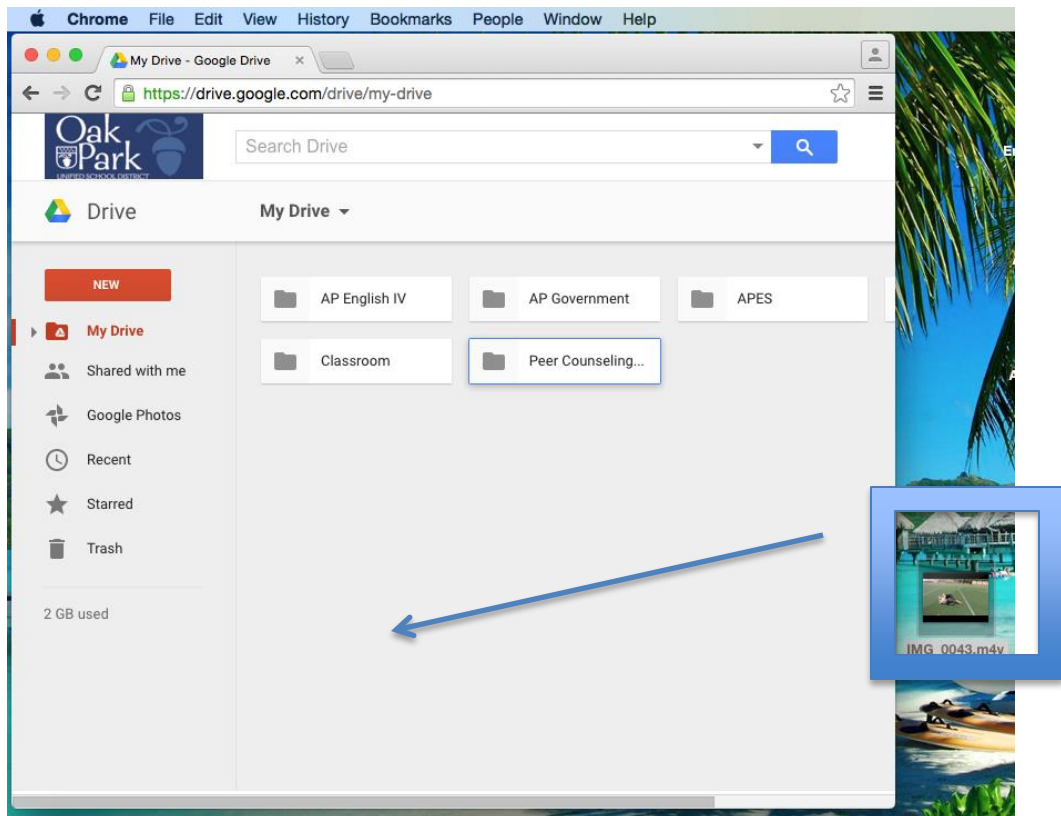 Chrome File Edit View History Bookmarks People Window Help
My Drive - Google Drive ×
https://drive.google.com/drive/my-drive
Oak
Park
UNIFIED SCHOOL DISTRICT
Search Drive
Drive
My Drive
NEW
My Drive
Shared with me
Google Photos
Recent
Starred
Trash
2 GB used
AP English IV
AP Government
APES
Classroom
Peer Counseling...
IMG_0043.m4v